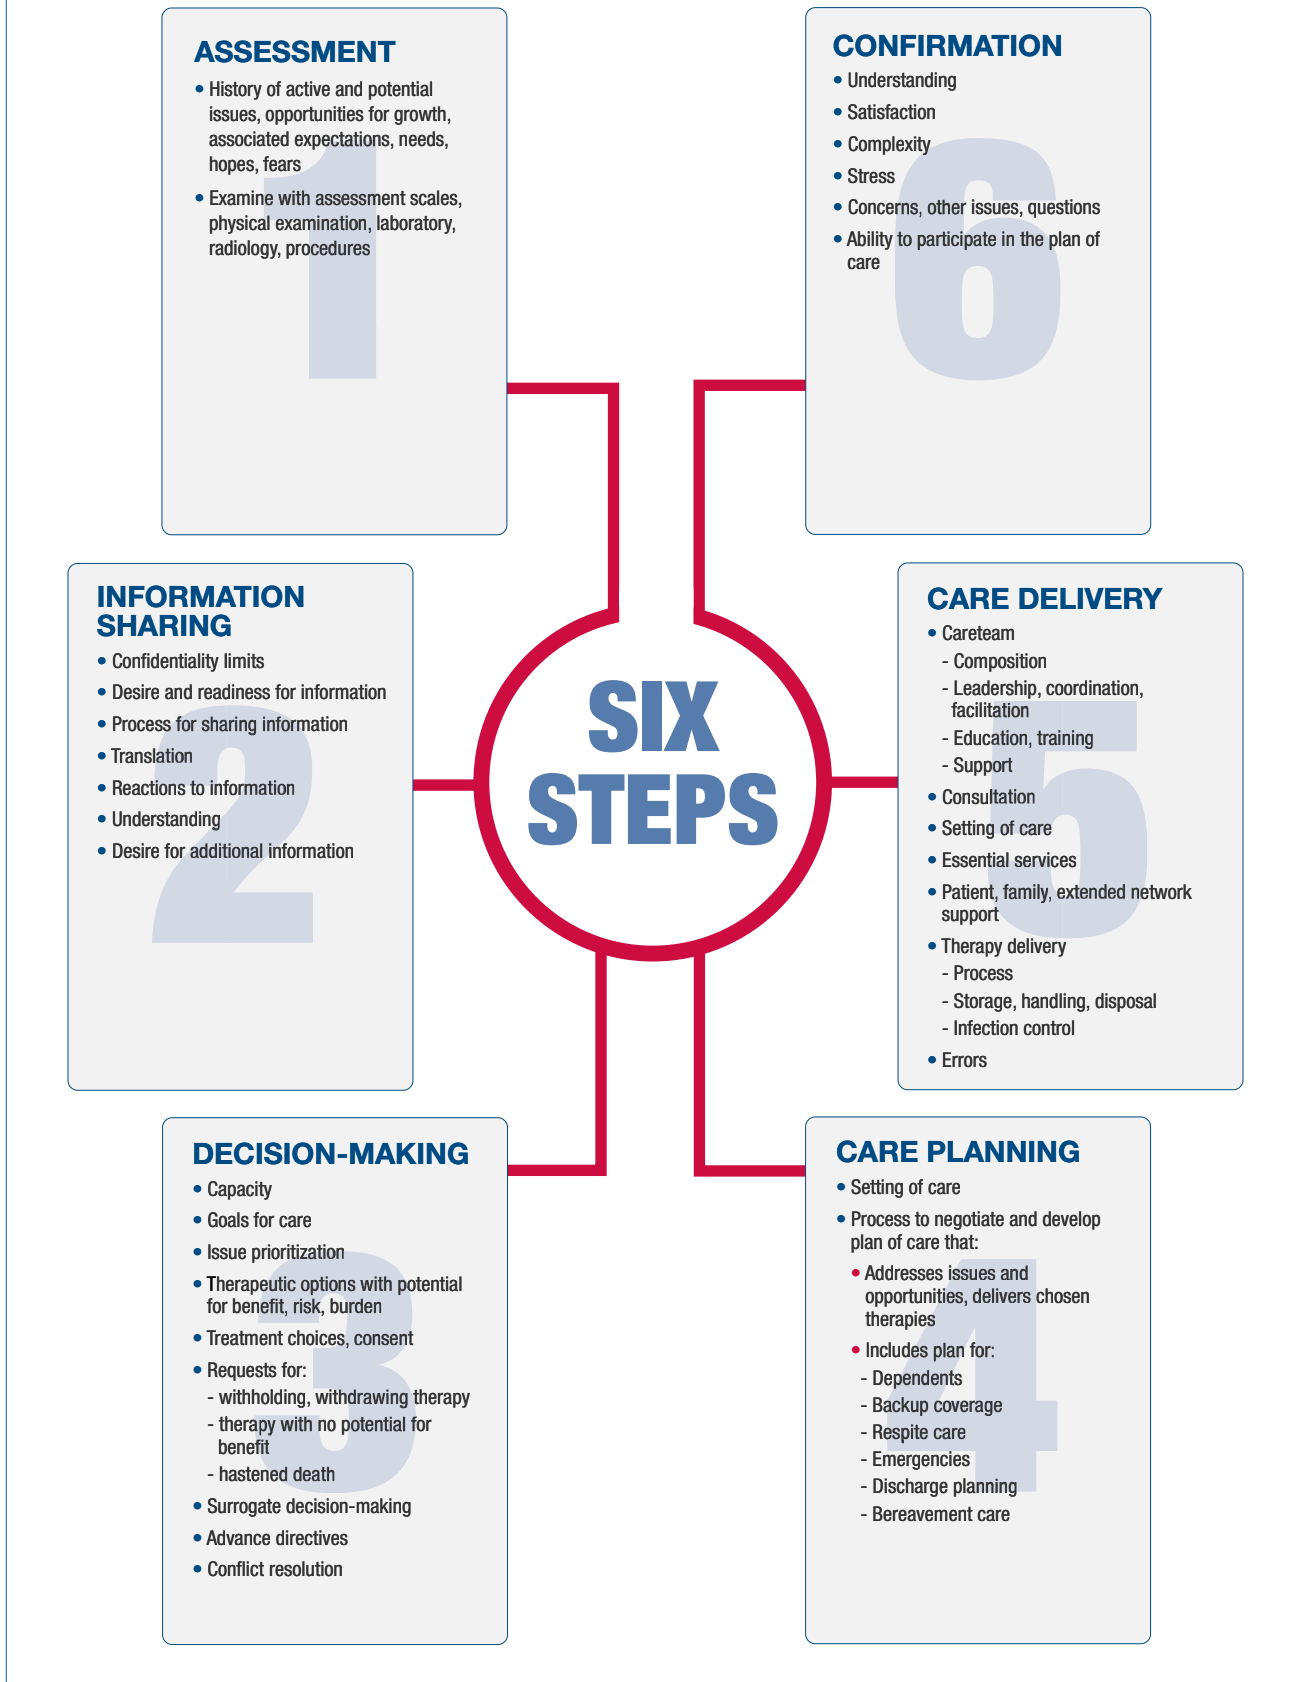 ASSESSMENT
• History of active and potential
issues, opportunities for growth,
associated expectations, needs,
hopes, fears
• Examine with assessment scales,
physical examination, laboratory,
radiology, procedures
1
INFORMATION
SHARING
• Confidentiality limits
• Desire and readiness for information
• Process for sharing information
• Translation
• Reactions to information
• Understanding
• Desire for additional information
2
DECISION-MAKING
• Capacity
• Goals for care
• Issue prioritization
• Therapeutic options with potential
for benefit, risk, burden
• Treatment choices, consent
• Requests for:
- withholding, withdrawing therapy
- therapy with no potential for
benefit
- hastened death
• Surrogate decision-making
• Advance directives
• Conflict resolution
3
SIX
STEPS
CARE PLANNING
• Setting of care
• Process to negotiate and develop
plan of care that:
• Addresses issues and
opportunities, delivers chosen
therapies
• Includes plan for:
- Dependents
- Backup coverage
- Respite care
- Emergencies
- Discharge planning
- Bereavement care
4
CARE DELIVERY
• Careteam
- Composition
- Leadership, coordination,
facilitation
- Education, training
- Support
• Consultation
• Setting of care
• Essential services
• Patient, family, extended network
support
• Therapy delivery
- Process
- Storage, handling, disposal
- Infection control
• Errors
5
CONFIRMATION
• Understanding
• Satisfaction
• Complexity
• Stress
• Concerns, other issues, questions
• Ability to participate in the plan of
care
6